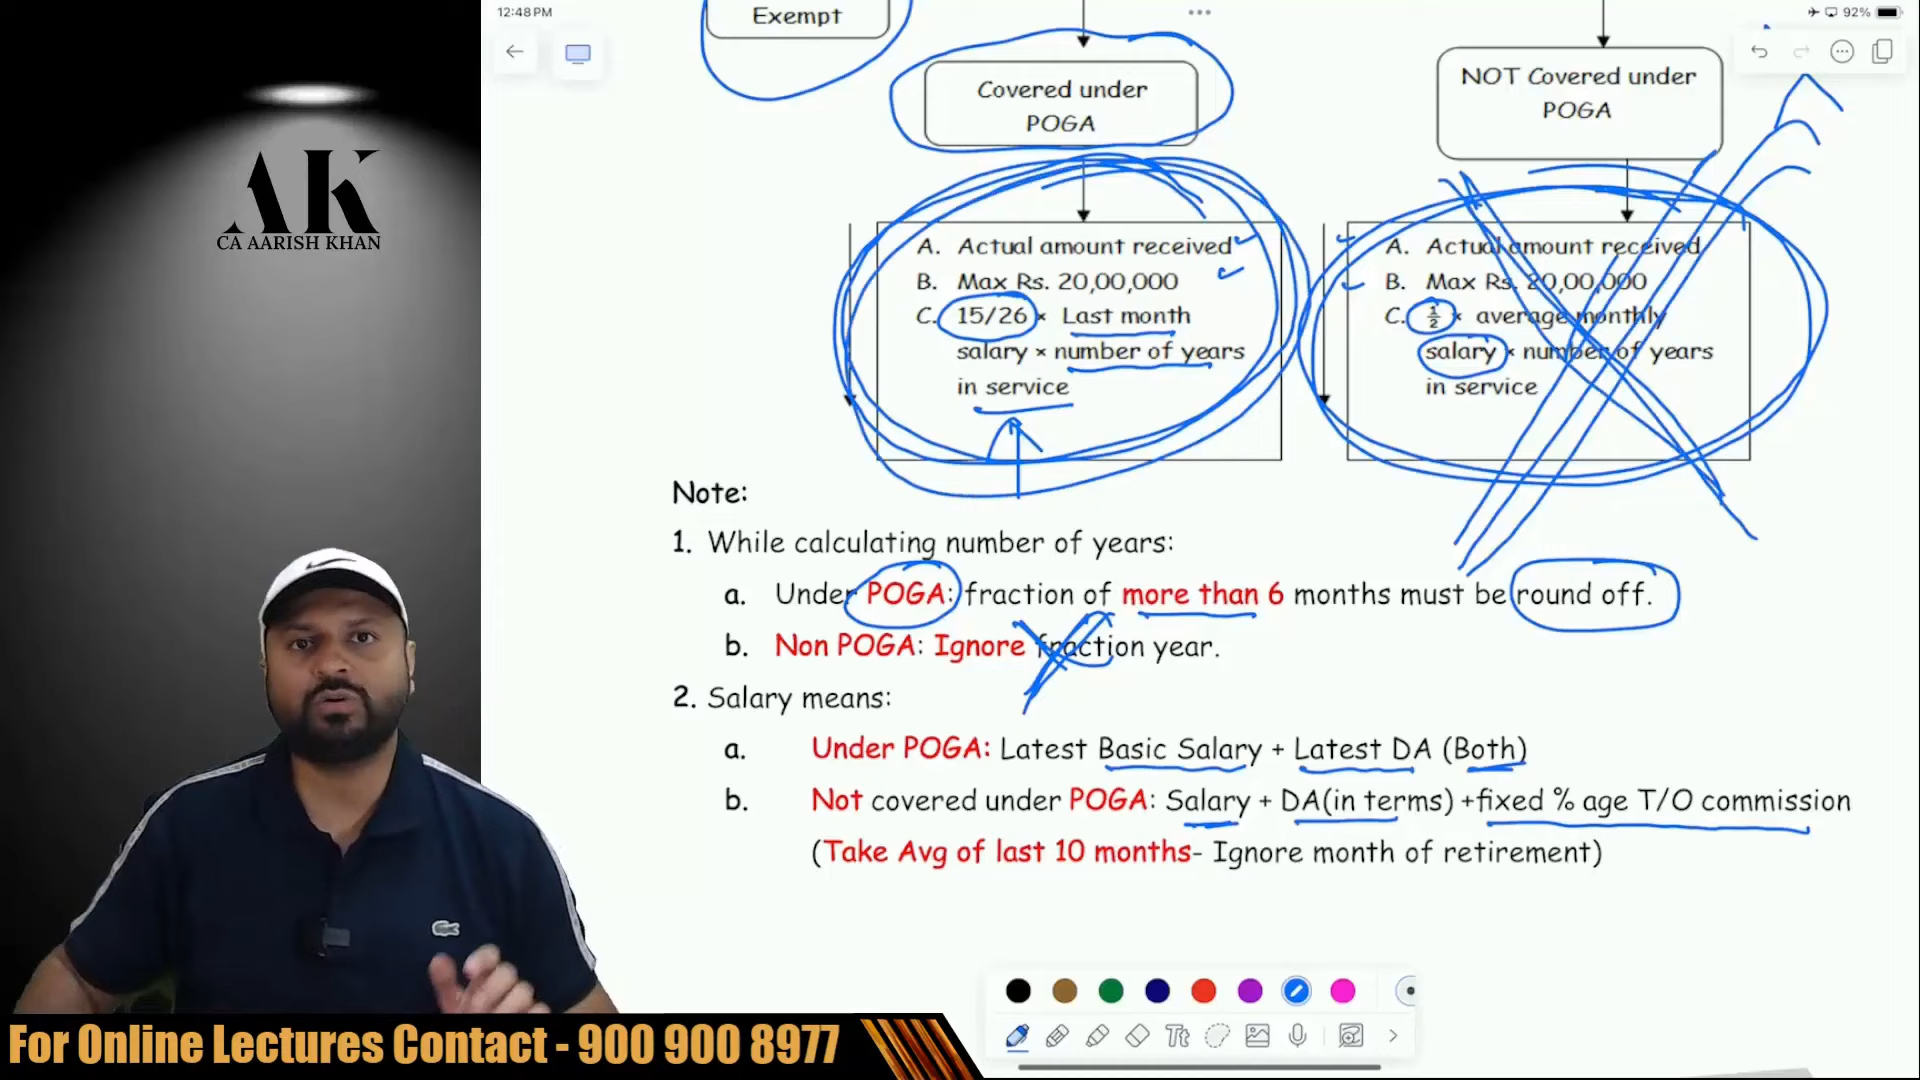 12:48 PM
92%
Exempt
Covered under
POGA
NOT Covered under
POGA
AK
CA AARISH KHAN
A. Actual amount received
B. Max Rs. 20,00,000
C. 15/26 × Last month
salary × number of years
in service
A. Actual amount received
B. Max Rs. 20,00,000
C. 1/2 × average monthly
salary × number of years
in service
Note:
1. While calculating number of years:
a. Under POGA: fraction of more than 6 months must be round off.
b. Non POGA: Ignore fraction year.
2. Salary means:
a. Under POGA: Latest Basic Salary + Latest DA (Both)
b. Not covered under POGA: Salary + DA(in terms) +fixed % age T/O commission
(Take Avg of last 10 months- Ignore month of retirement)
Tt
For Online Lectures Contact - 900 900 8977